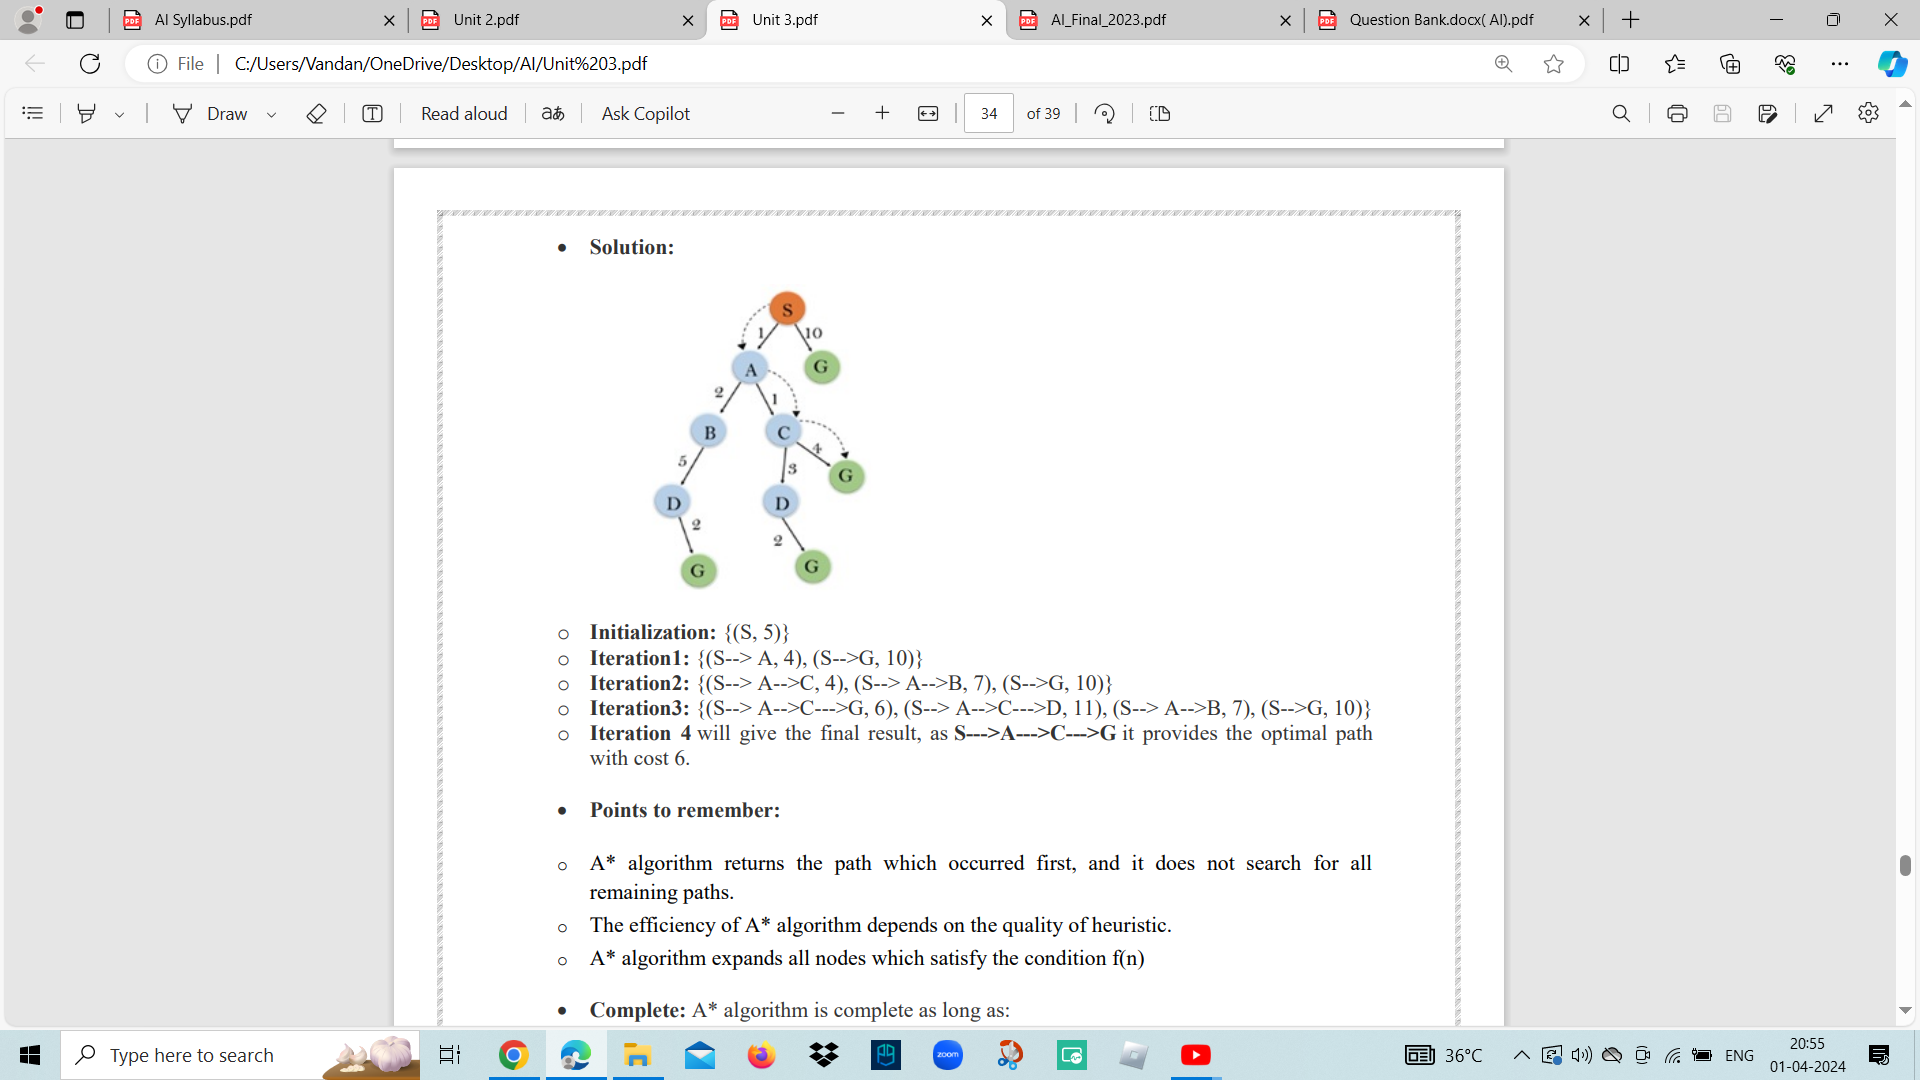 AI Syllabus.pdf
Unit 2.pdf
Unit 3.pdf
AI_Final_2023.pdf
Question Bank.docx( AI).pdf
File
C:/Users/Vandan/OneDrive/Desktop/AI/Unit%203.pdf
Draw
Read aloud
aあ
Ask Copilot
34
of 39
Solution:
S
1
10
A
G
2
1
B
C
5
4
3
G
D
D
2
2
G
G
Initialization: {(S, 5)}
Iteration1: {(S--> A, 4), (S-->G, 10)}
Iteration2: {(S--> A-->C, 4), (S--> A-->B, 7), (S-->G, 10)}
Iteration3: {(S--> A-->C--->G, 6), (S--> A-->C--->D, 11), (S--> A-->B, 7), (S-->G, 10)}
Iteration 4 will give the final result, as S--->A--->C--->G it provides the optimal path
with cost 6.
Points to remember:
A* algorithm returns the path which occurred first, and it does not search for all
remaining paths.
The efficiency of A* algorithm depends on the quality of heuristic.
A* algorithm expands all nodes which satisfy the condition f(n)
Complete: A* algorithm is complete as long as:
Type here to search
zoom
36°C
ENG
20:55
01-04-2024